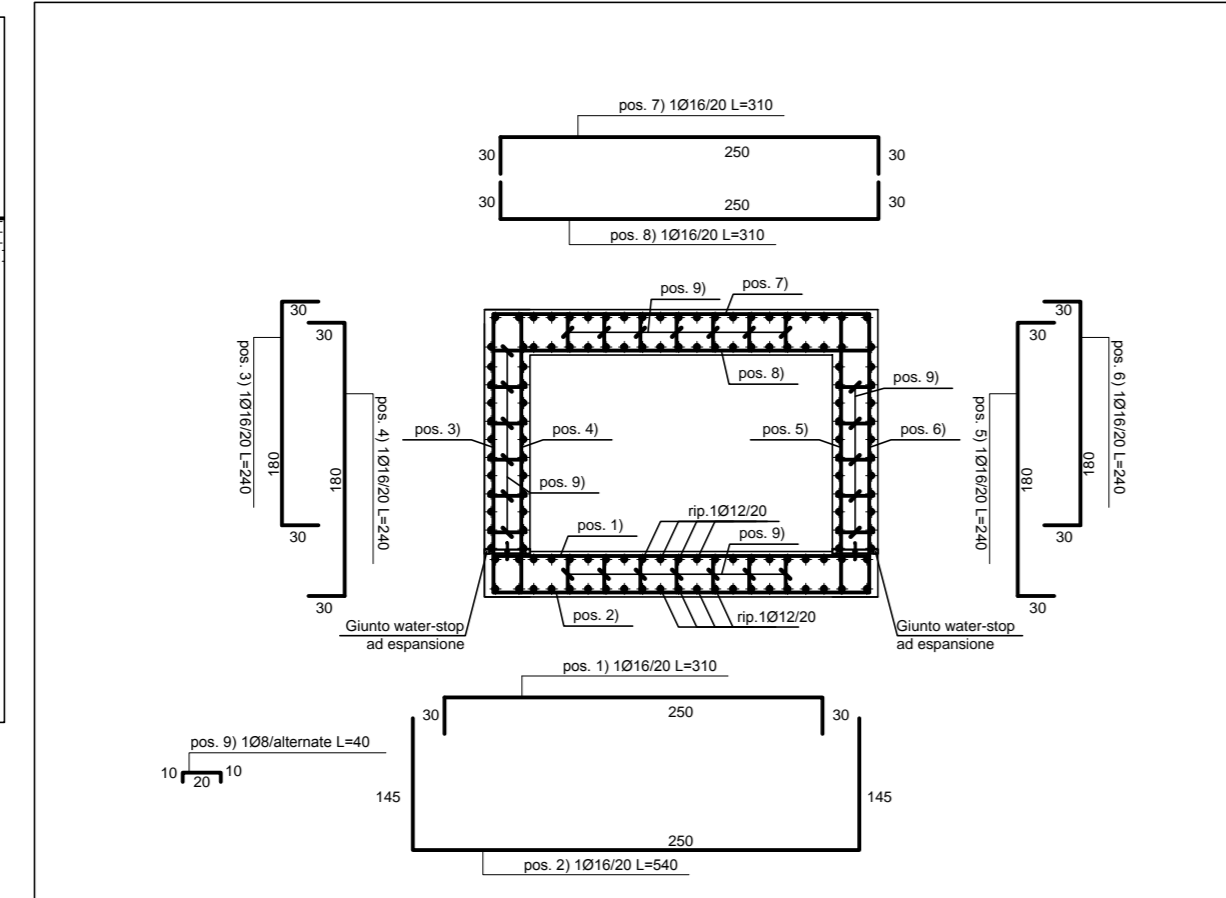 pos. 7) 1Ø16/20 L=310
30
250
30
30
250
30
pos. 8) 1Ø16/20 L=310
30
30
pos. 3) 1Ø16/20 L=240
180
180
pos. 4) 1Ø16/20 L=240
30
30
pos. 9)
pos. 7)
pos. 8)
pos. 9)
pos. 3)
pos. 4)
pos. 5)
pos. 6)
pos. 9)
pos. 1)
rip.1Ø12/20
pos. 9)
pos. 2)
rip.1Ø12/20
Giunto water-stop
ad espansione
Giunto water-stop
ad espansione
30
30
pos. 5) 1Ø16/20 L=240
180
180
pos. 6) 1Ø16/20 L=240
30
30
pos. 1) 1Ø16/20 L=310
30
250
30
145
145
250
pos. 2) 1Ø16/20 L=540
pos. 9) 1Ø8/alternate L=40
10
20
10